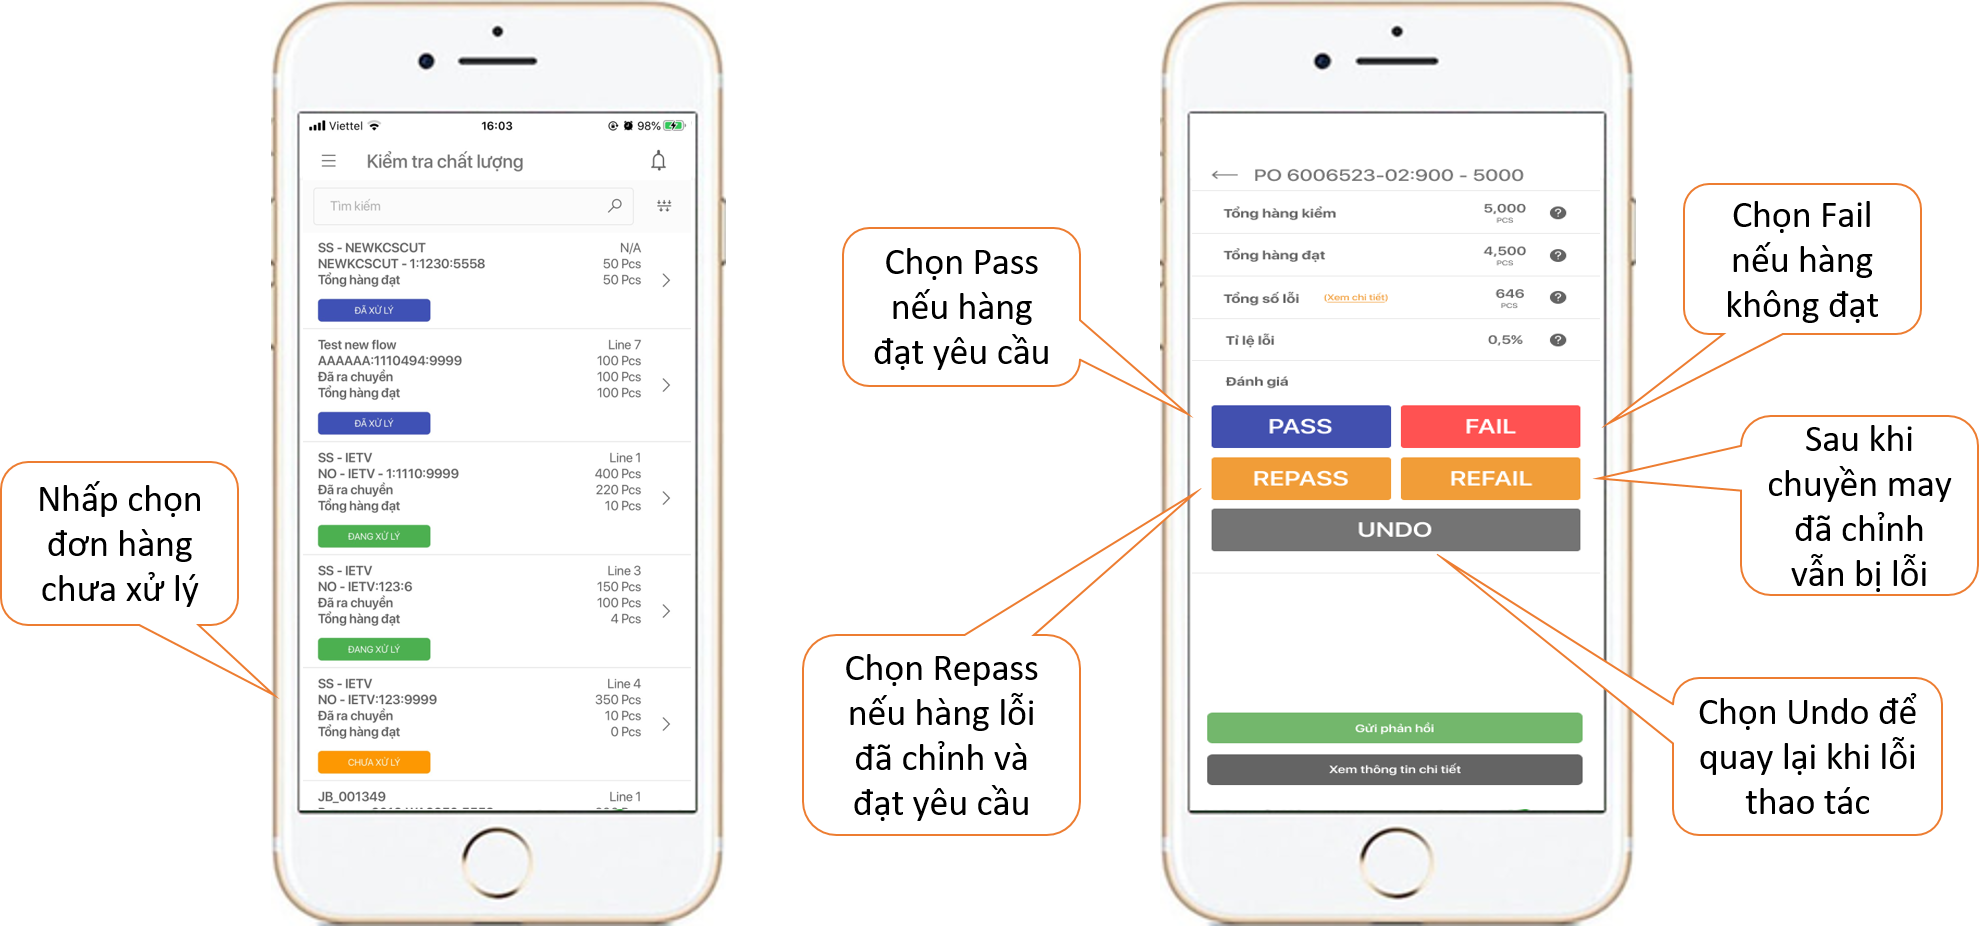 Viettel
16:03
98%
Kiểm tra chất lượng
Tìm kiếm
SS - NEWKCSCUT N/A
NEWKCSCUT - 1:1230:5558 50 Pcs
Tổng hàng đạt 50 Pcs
ĐÃ XỬ LÝ
Test new flow Line 7
AAAAAA:1110494:9999 100 Pcs
Đã ra chuyền 100 Pcs
Tổng hàng đạt 100 Pcs
ĐÃ XỬ LÝ
SS - IETV Line 1
NO - IETV - 1:1110:9999 400 Pcs
Đã ra chuyền 220 Pcs
Tổng hàng đạt 10 Pcs
ĐANG XỬ LÝ
SS - IETV Line 3
NO - IETV:123:6 150 Pcs
Đã ra chuyền 100 Pcs
Tổng hàng đạt 4 Pcs
ĐANG XỬ LÝ
SS - IETV Line 4
NO - IETV:123:9999 350 Pcs
Đã ra chuyền 10 Pcs
Tổng hàng đạt 0 Pcs
CHƯA XỬ LÝ
JB_001349 Line 1
Nhấp chọn
đơn hàng
chưa xử lý
PO 6006523-02:900 - 5000
Tổng hàng kiểm 5,000
PCS
Tổng hàng đạt 4,500
PCS
Tổng số lỗi (Xem chi tiết) 646
PCS
Tỉ lệ lỗi 0,5%
Đánh giá
PASS FAIL
REPASS REFAIL
UNDO
Gửi phản hồi
Xem thông tin chi tiết
Chọn Pass
nếu hàng
đạt yêu cầu
Chọn Fail
nếu hàng
không đạt
Sau khi
chuyền may
đã chỉnh
vẫn bị lỗi
Chọn Repass
nếu hàng lỗi
đã chỉnh và
đạt yêu cầu
Chọn Undo để
quay lại khi lỗi
thao tác